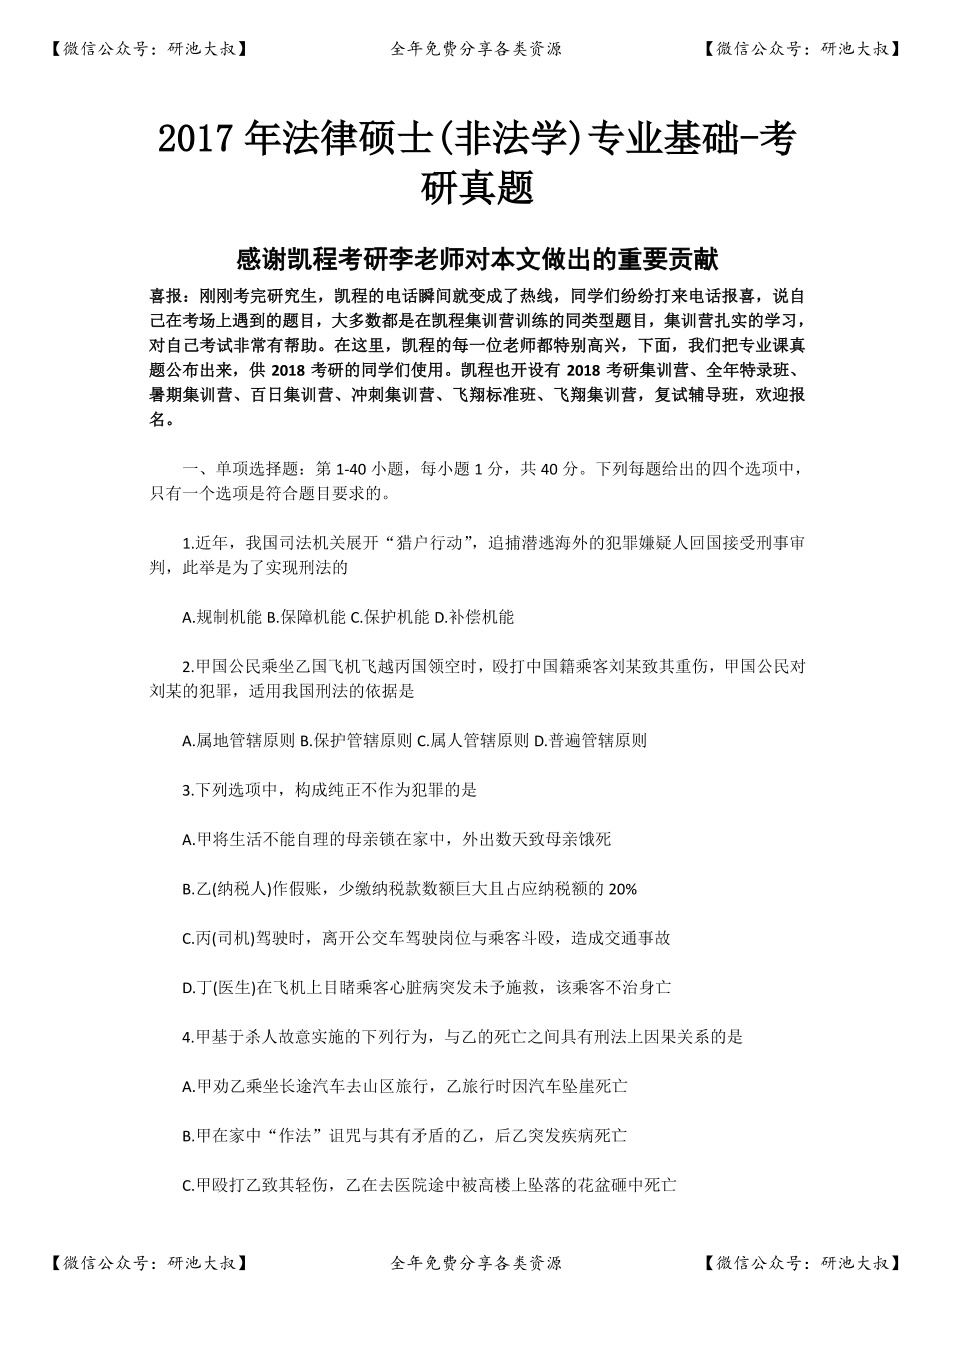 【微信公众号：研池大叔】 全年免费分享各类资源 【微信公众号：研池大叔】
2017 年法律硕士(非法学)专业基础-考
研真题
感谢凯程考研李老师对本文做出的重要贡献
喜报：刚刚考完研究生，凯程的电话瞬间就变成了热线，同学们纷纷打来电话报喜，说自
己在考场上遇到的题目，大多数都是在凯程集训营训练的同类型题目，集训营扎实的学习，
对自己考试非常有帮助。在这里，凯程的每一位老师都特别高兴，下面，我们把专业课真
题公布出来，供 2018 考研的同学们使用。凯程也开设有 2018 考研集训营、全年特录班、
暑期集训营、百日集训营、冲刺集训营、飞翔标准班、飞翔集训营，复试辅导班，欢迎报
名。
一、单项选择题：第 1-40 小题，每小题 1 分，共 40 分。下列每题给出的四个选项中，
只有一个选项是符合题目要求的。
1.近年，我国司法机关展开“猎户行动”，追捕潜逃海外的犯罪嫌疑人回国接受刑事审
判，此举是为了实现刑法的
A.规制机能 B.保障机能 C.保护机能 D.补偿机能
2.甲国公民乘坐乙国飞机飞越丙国领空时，殴打中国籍乘客刘某致其重伤，甲国公民对
刘某的犯罪，适用我国刑法的依据是
A.属地管辖原则 B.保护管辖原则 C.属人管辖原则 D.普遍管辖原则
3.下列选项中，构成纯正不作为犯罪的是
A.甲将生活不能自理的母亲锁在家中，外出数天致母亲饿死
B.乙(纳税人)作假账，少缴纳税款数额巨大且占应纳税额的 20%
C.丙(司机)驾驶时，离开公交车驾驶岗位与乘客斗殴，造成交通事故
D.丁(医生)在飞机上目睹乘客心脏病突发未予施救，该乘客不治身亡
4.甲基于杀人故意实施的下列行为，与乙的死亡之间具有刑法上因果关系的是
A.甲劝乙乘坐长途汽车去山区旅行，乙旅行时因汽车坠崖死亡
B.甲在家中“作法”诅咒与其有矛盾的乙，后乙突发疾病死亡
C.甲殴打乙致其轻伤，乙在去医院途中被高楼上坠落的花盆砸中死亡
【微信公众号：研池大叔】 全年免费分享各类资源 【微信公众号：研池大叔】